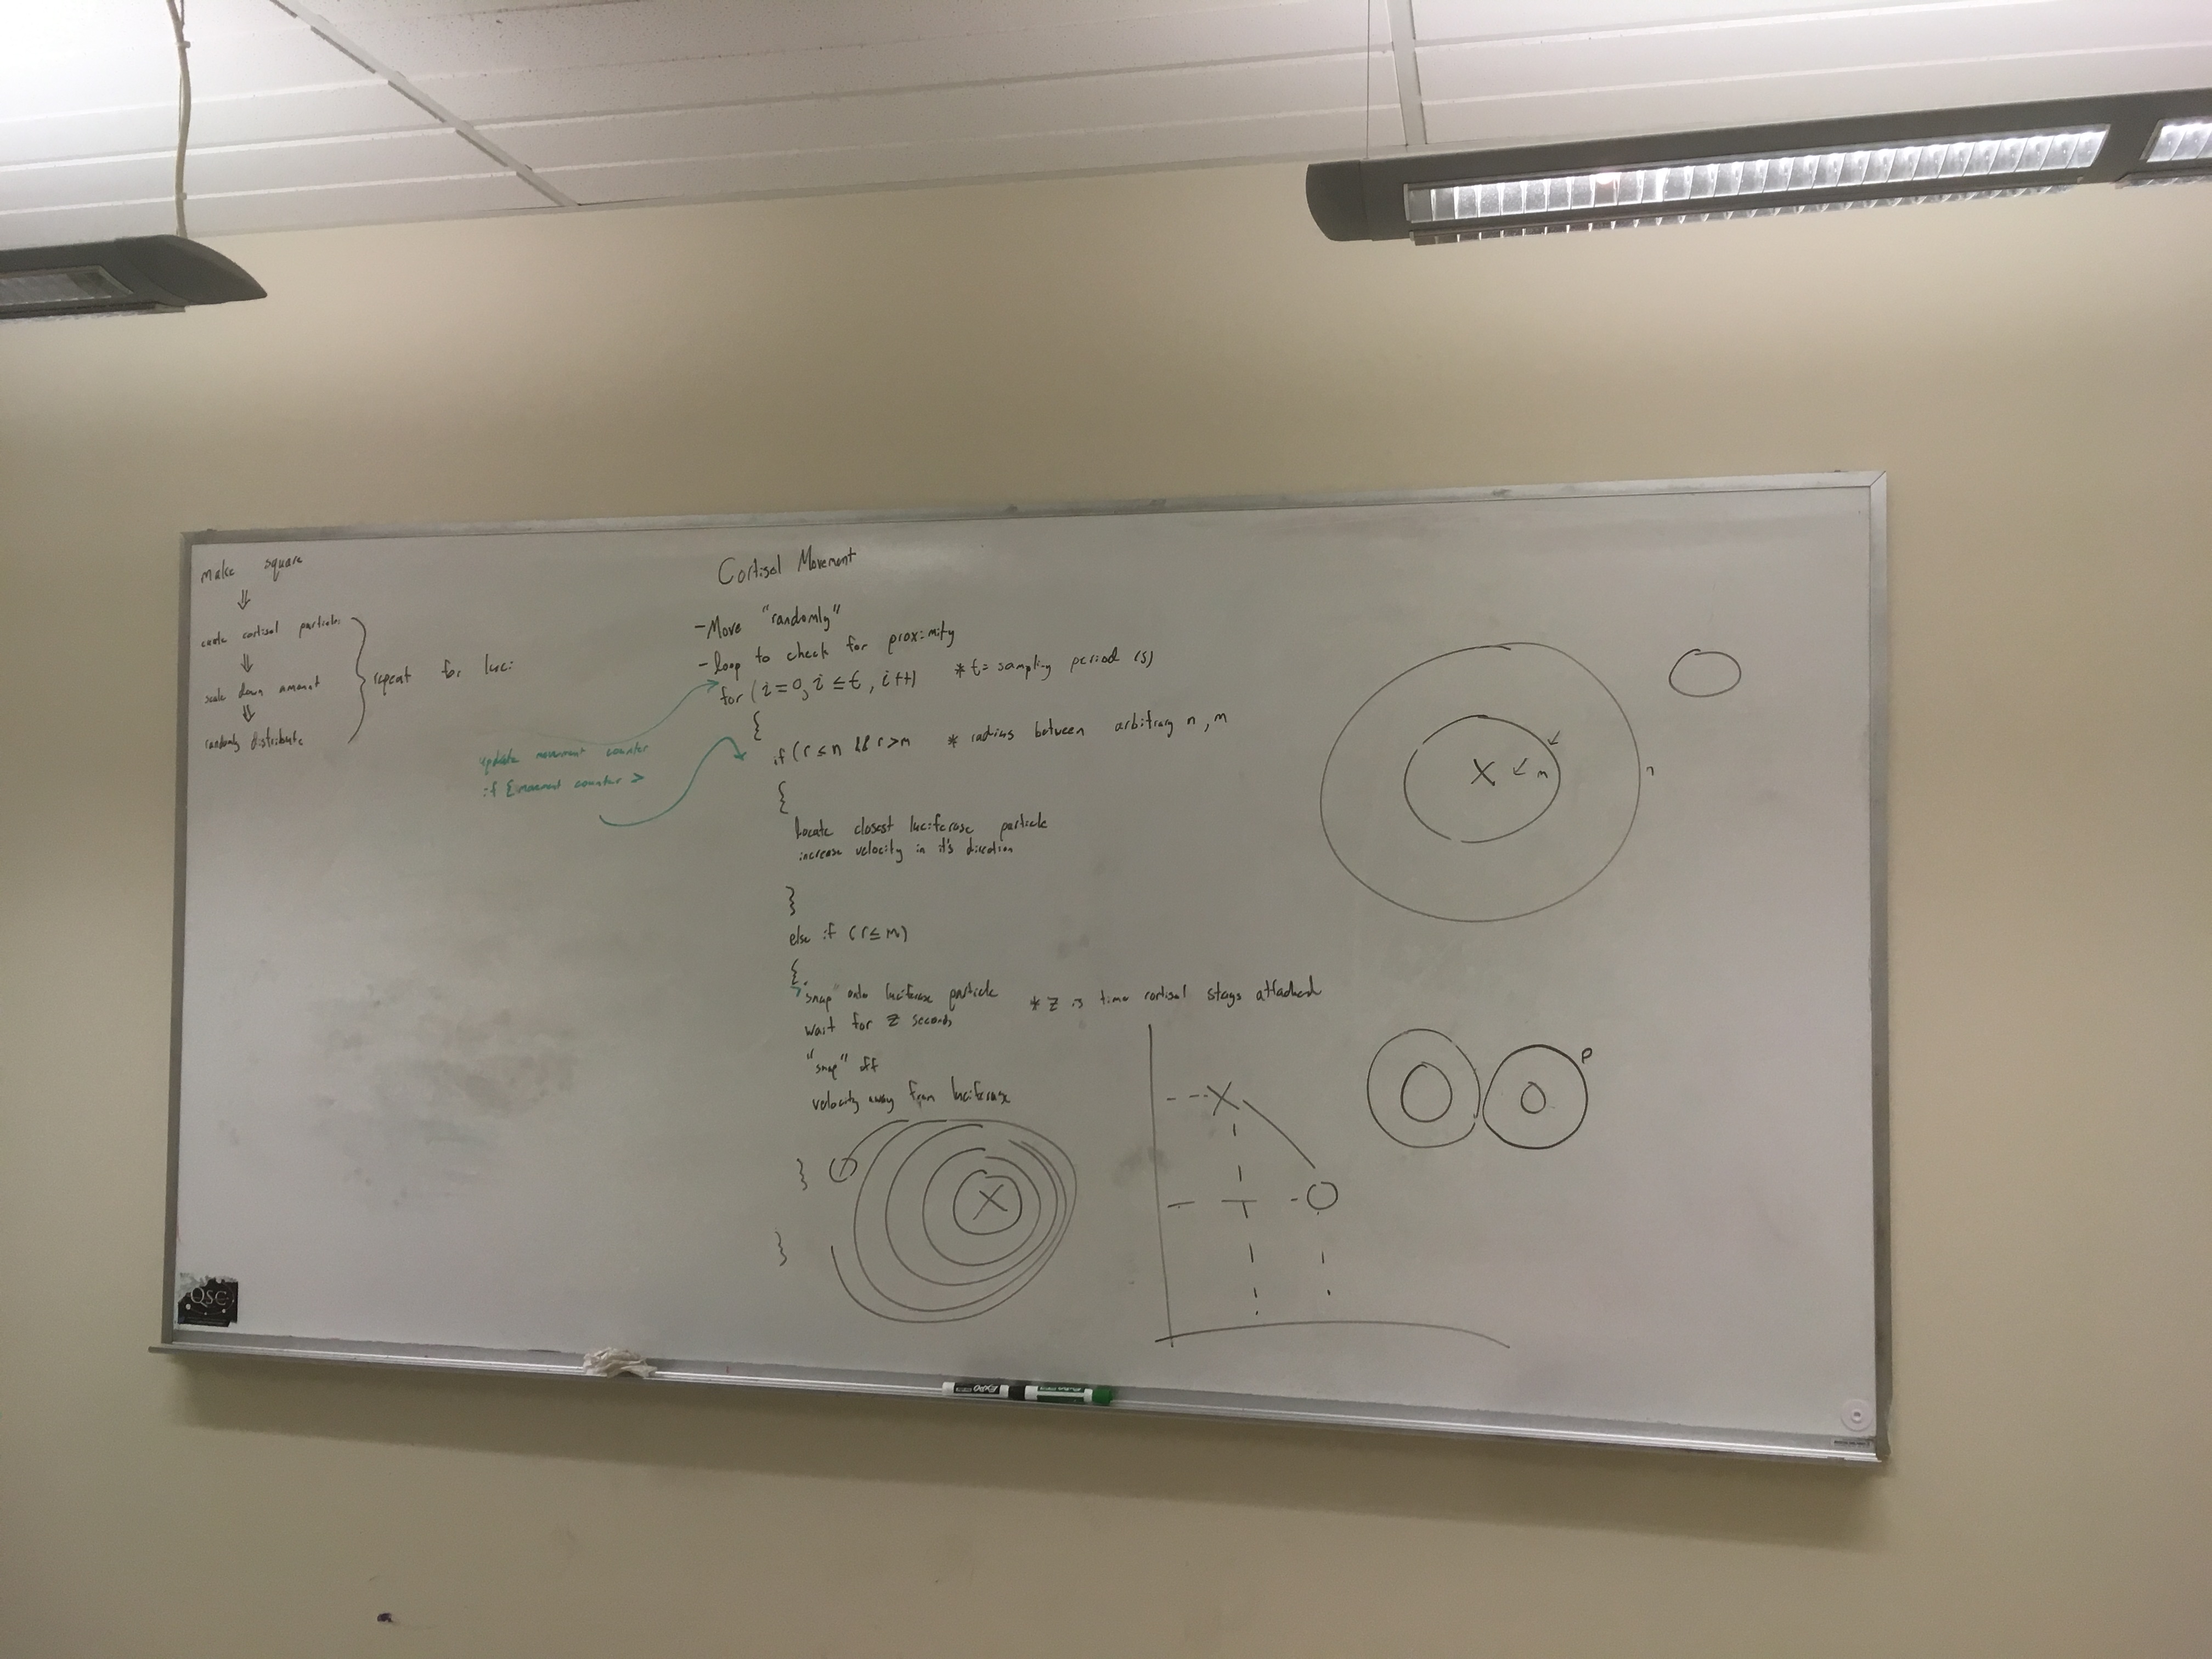 make square
⇓
create cortisol particles
⇓
scale down amount
⇓
randomly distribute
repeat for luci
update movement counter
if {movement counter >
Cortisol Movement
- Move "randomly"
- loop to check for proximity
for (i=0, i ≤ t, i++) * t = sampling period (s)
{
if (r ≤ n && r > m * radius between arbitrary n, m
{
Locate closest luciferase particle
increase velocity in it's direction
}
else if (r ≤ m)
{
"snap" onto luciferase particle * z is time cortisol stays attached
wait for z seconds
"snap" off
velocity away from luciferase
}
}
X
m
n
X
X
P
QSC
EXPO